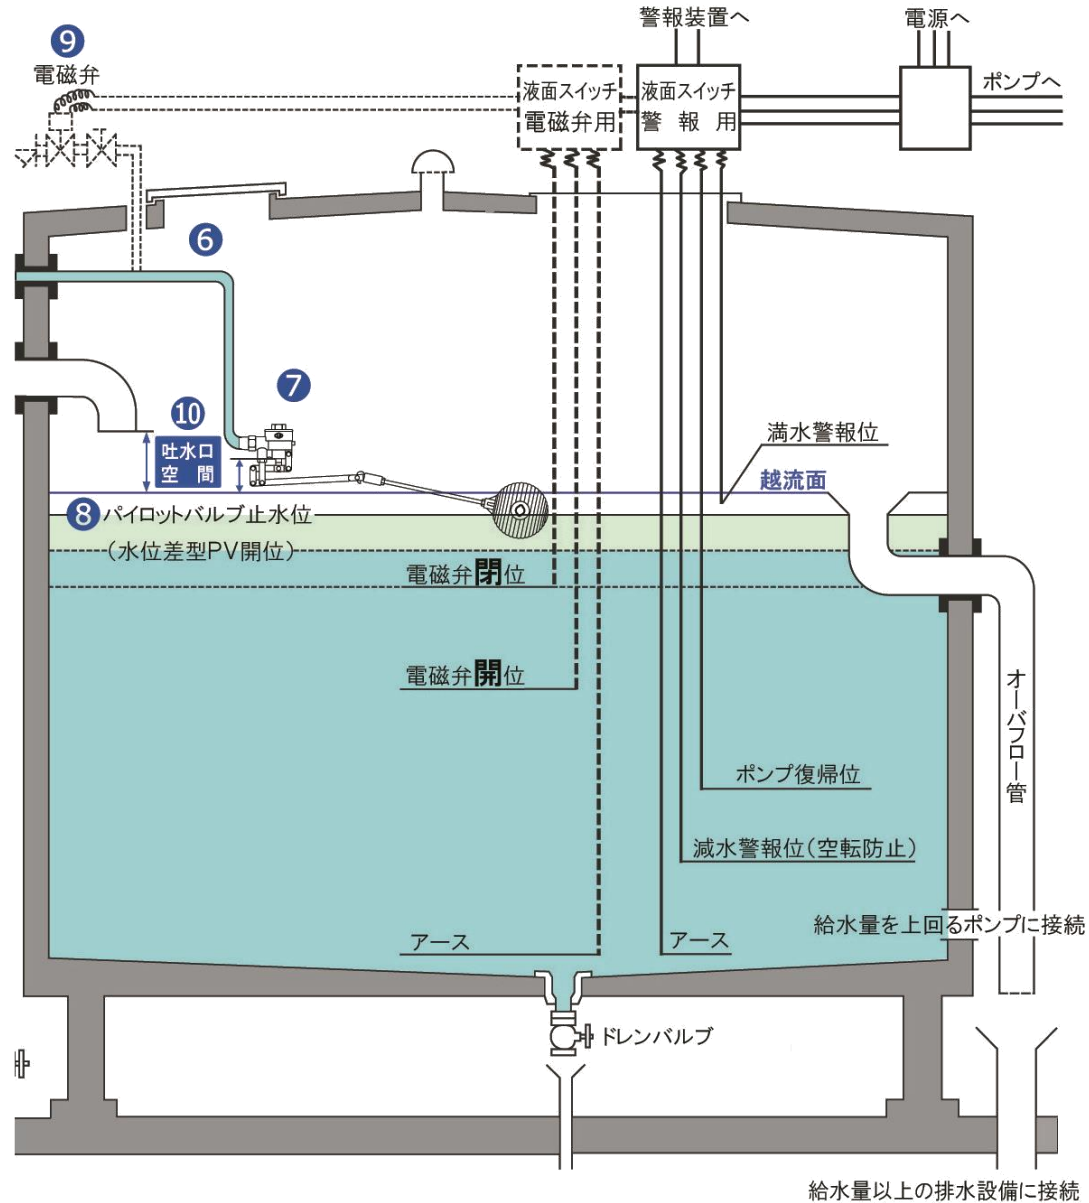 警報装置へ
電源へ
❾
電磁弁
液面スイッチ
電磁弁用
液面スイッチ
警報用
ポンプへ
❻
❼
❿
吐水口
空間
満水警報位
越流面
❽パイロットバルブ止水位
（水位差型PV開位）
電磁弁閉位
電磁弁開位
オーバフロー管
ポンプ復帰位
減水警報位（空転防止）
給水量を上回るポンプに接続
アース
アース
ドレンバルブ
給水量以上の排水設備に接続